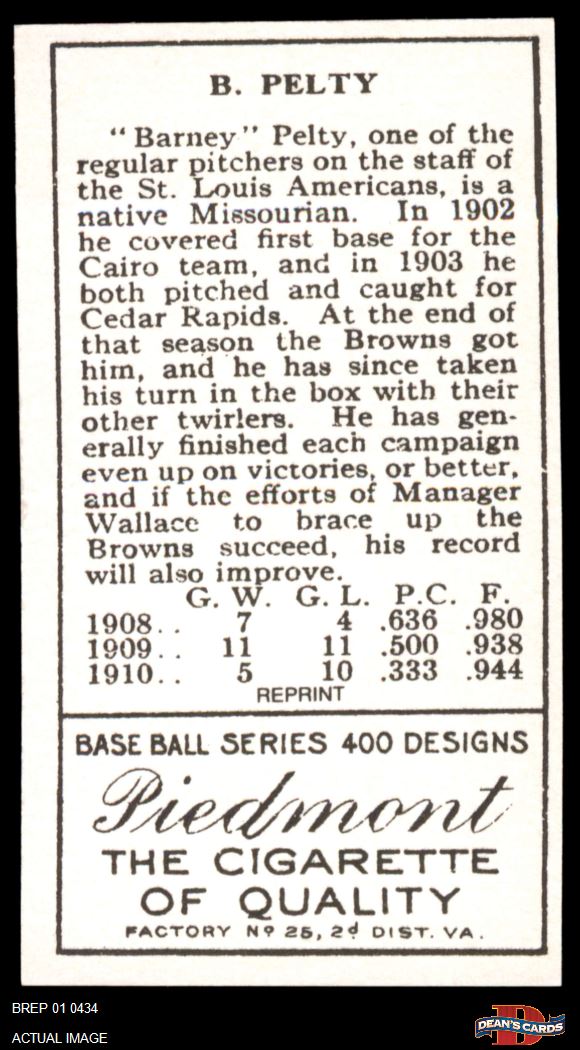 B. PELTY
"Barney" Pelty, one of the
regular pitchers on the staff of
the St. Louis Americans, is a
native Missourian. In 1902
he covered first base for the
Cairo team, and in 1903 he
both pitched and caught for
Cedar Rapids. At the end of
that season the Browns got
him, and he has since taken
his turn in the box with their
other twirlers. He has gen-
erally finished each campaign
even up on victories, or better,
and if the efforts of Manager
Wallace to brace up the
Browns succeed, his record
will also improve.
G. W. G. L. P.C. F.
1908.. 7 4 .636 .980
1909.. 11 11 .500 .938
1910.. 5 10 .333 .944
REPRINT
BASE BALL SERIES 400 DESIGNS
Piedmont
THE CIGARETTE
OF QUALITY
FACTORY Nº 25, 2d DIST. VA.
BREP 01 0434
ACTUAL IMAGE
D
DEAN'S CARDS